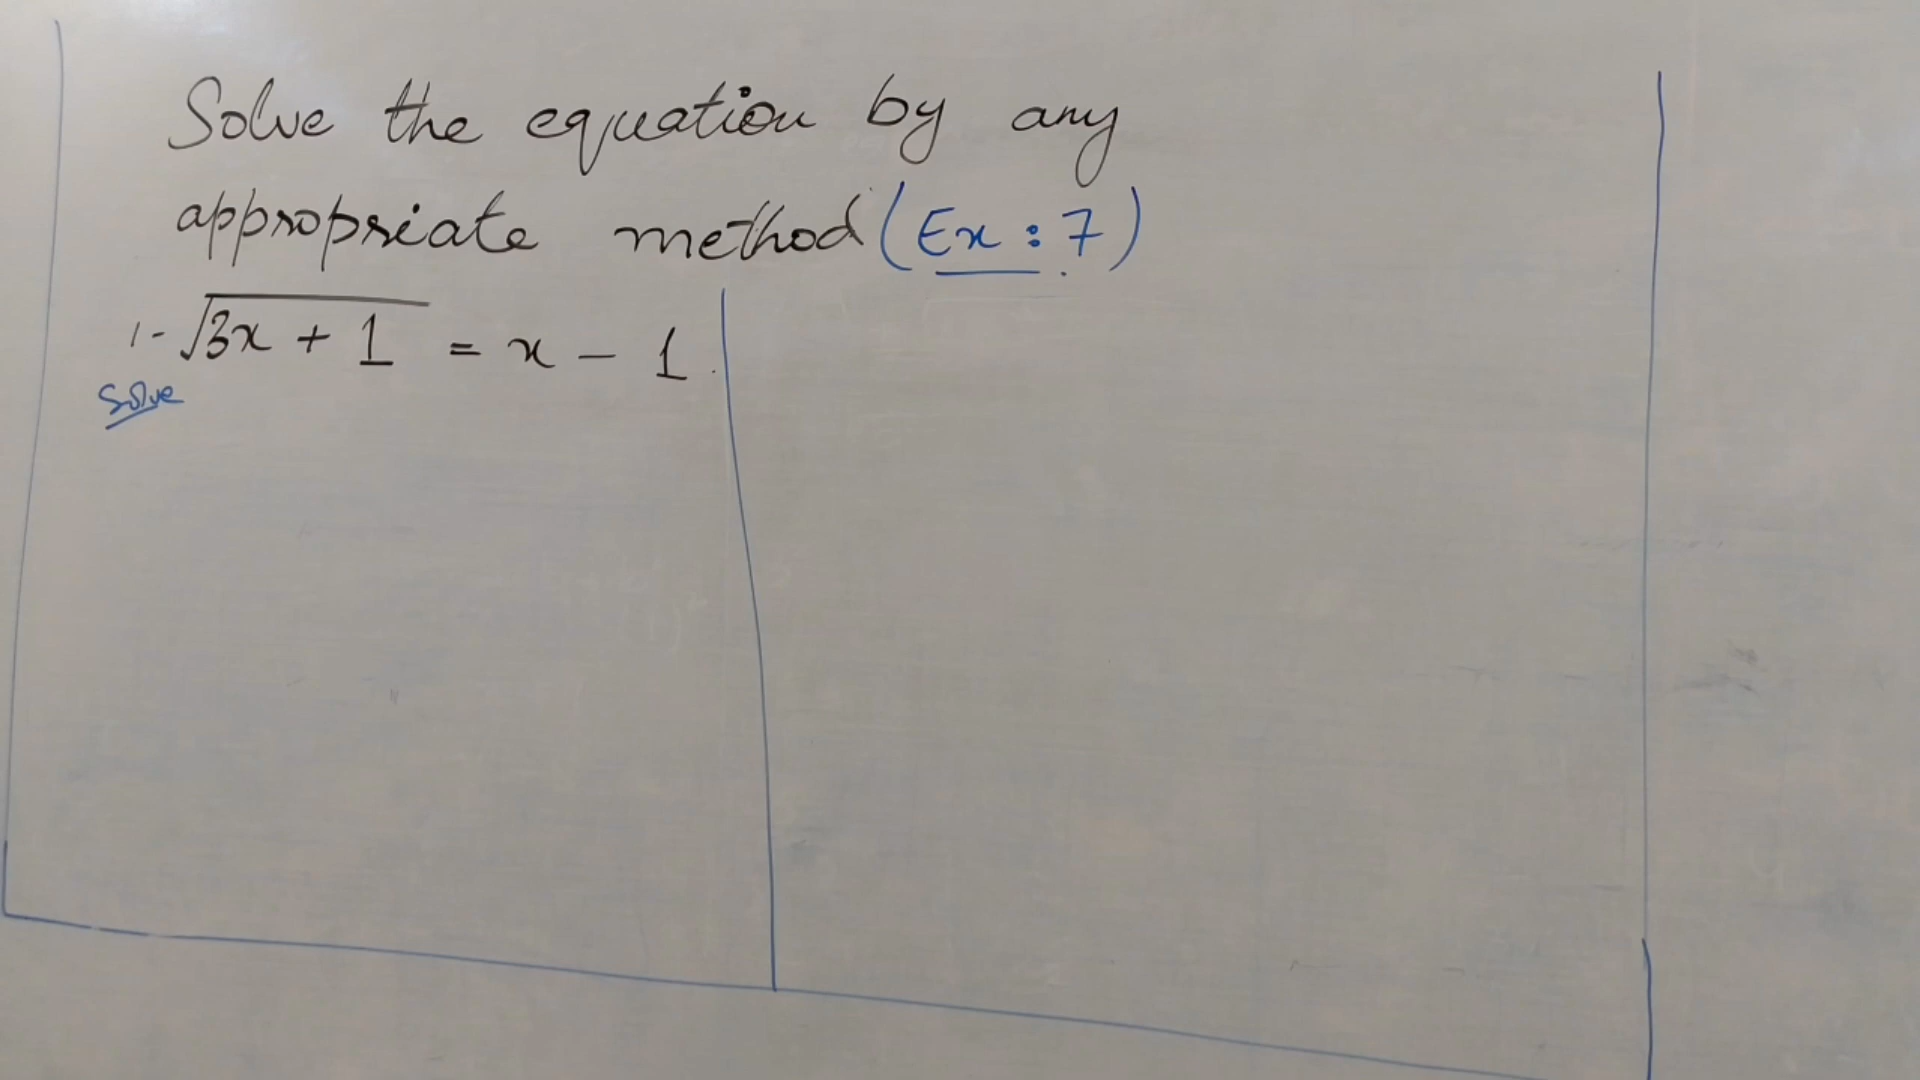 Solve the equation by any
appropriate method (Ex : 7)
1- √3x + 1 = x - 1
Solve